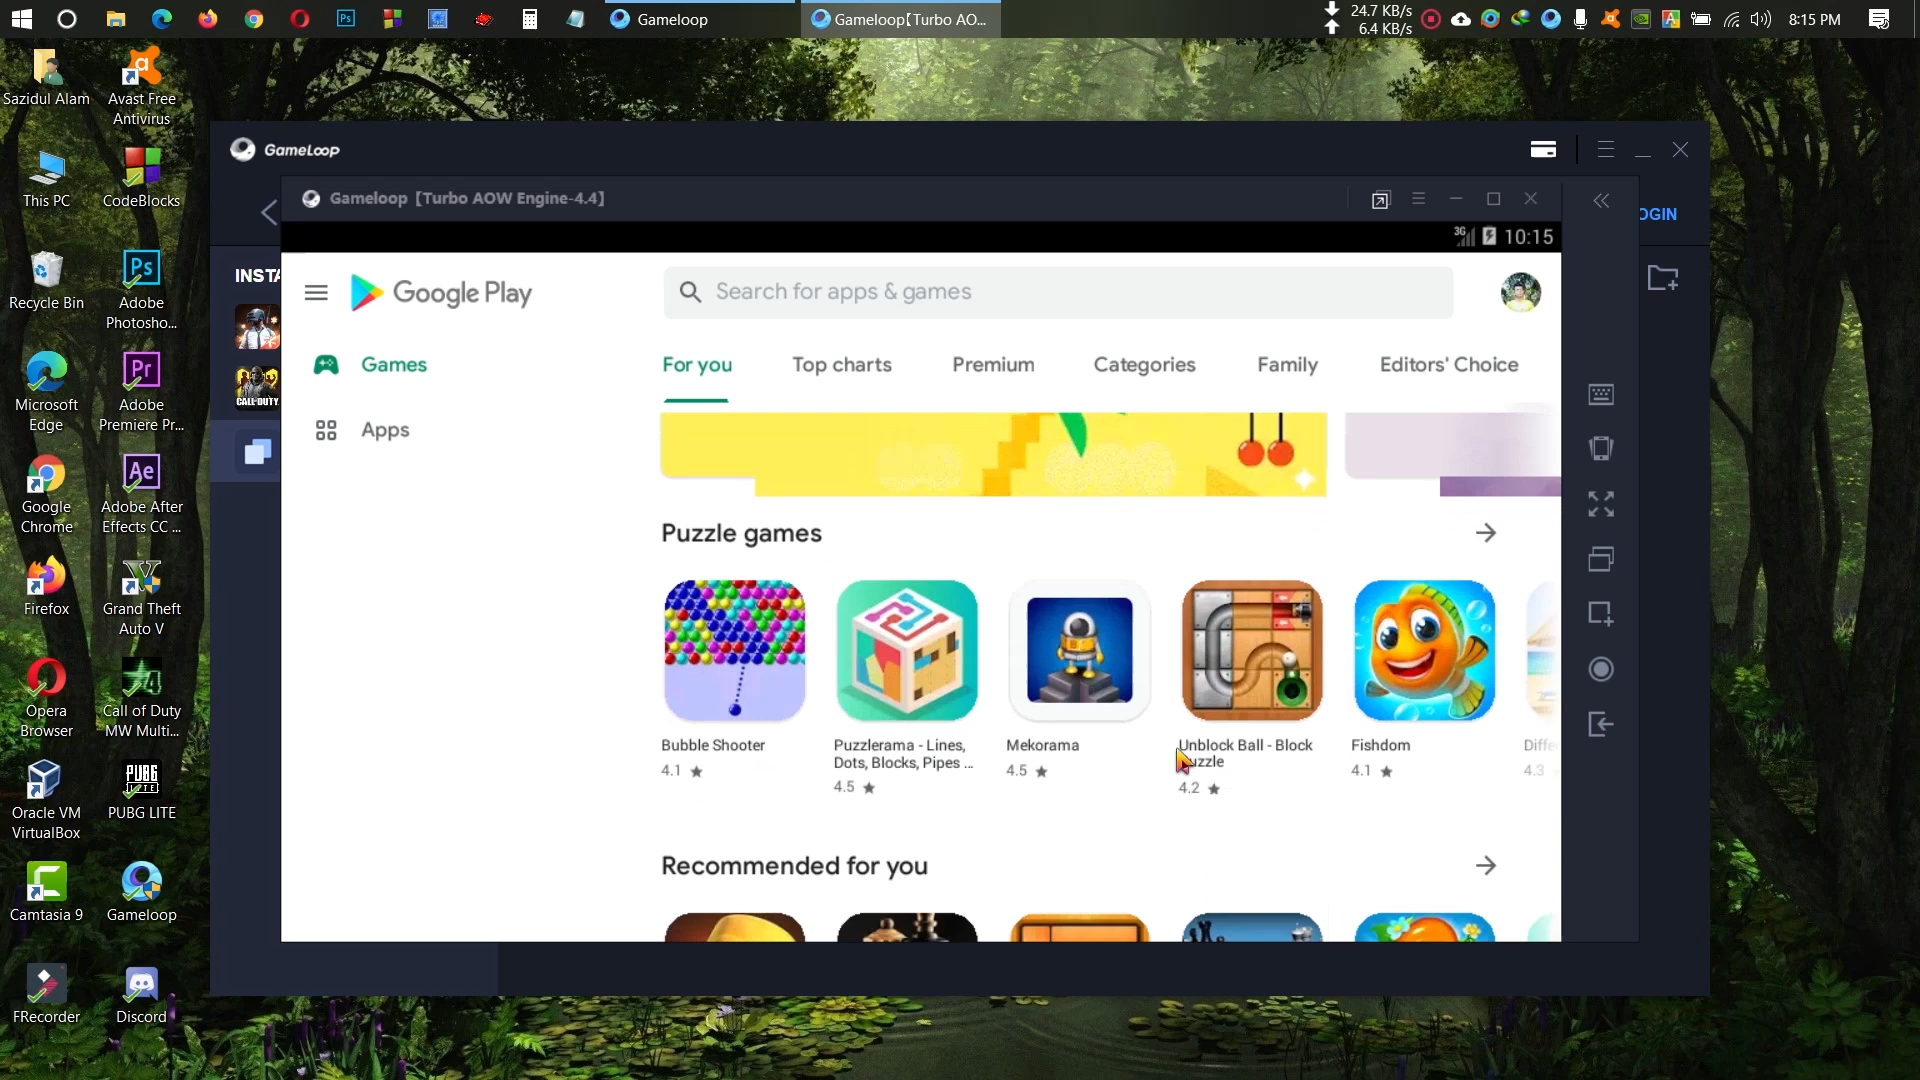 Gameloop
Gameloop【Turbo AO...
24.7 KB/s
6.4 KB/s
8:15 PM
Sazidul Alam
Avast Free
Antivirus
This PC
CodeBlocks
Recycle Bin
Adobe
Photosho...
Microsoft
Edge
Adobe
Premiere Pr...
Google
Chrome
Adobe After
Effects CC ...
Firefox
Grand Theft
Auto V
Opera
Browser
Call of Duty
MW Multi...
Oracle VM
VirtualBox
PUBG LITE
Camtasia 9
Gameloop
FRecorder
Discord
GameLoop
Gameloop【Turbo AOW Engine-4.4】
OGIN
3G
10:15
INSTA
CALL·DUTY
Google Play
Search for apps & games
Games
Apps
For you
Top charts
Premium
Categories
Family
Editors' Choice
Puzzle games
Bubble Shooter
4.1 ★
Puzzlerama - Lines,
Dots, Blocks, Pipes ...
4.5 ★
Mekorama
4.5 ★
Unblock Ball - Block
Puzzle
4.2 ★
Fishdom
4.1 ★
Diffe
4.3
Recommended for you